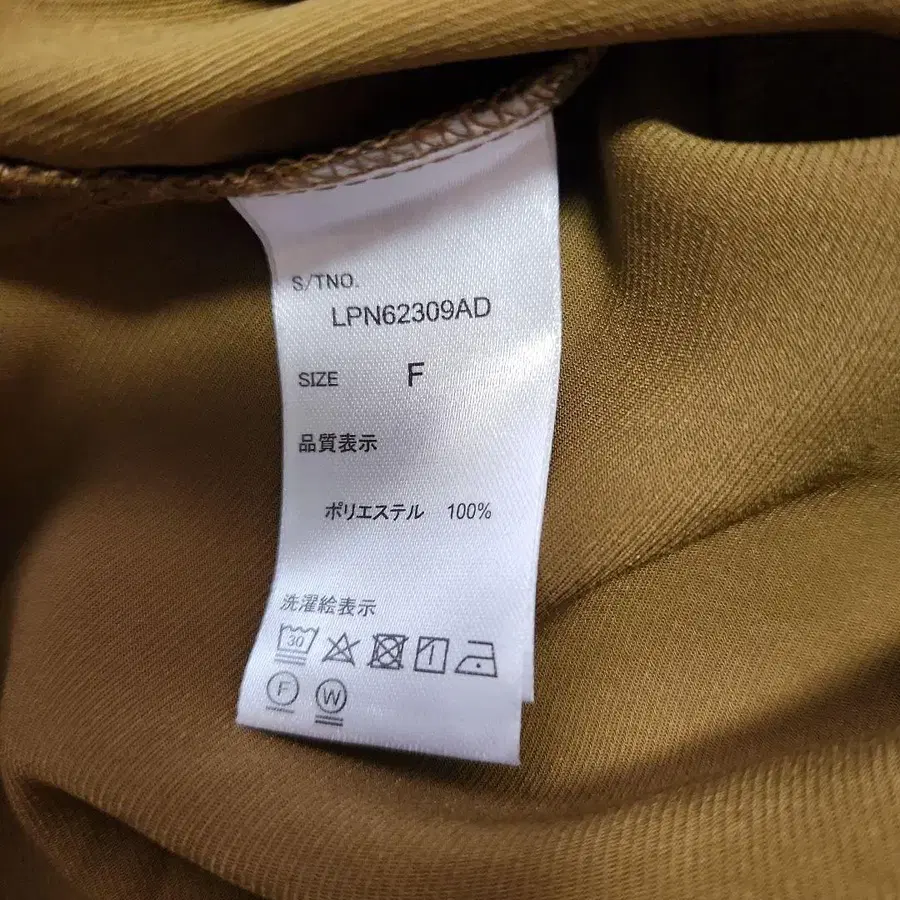 S/TNO.
LPN62309AD
SIZE F
品質表示
ポリエステル 100%
洗濯絵表示
30
F W